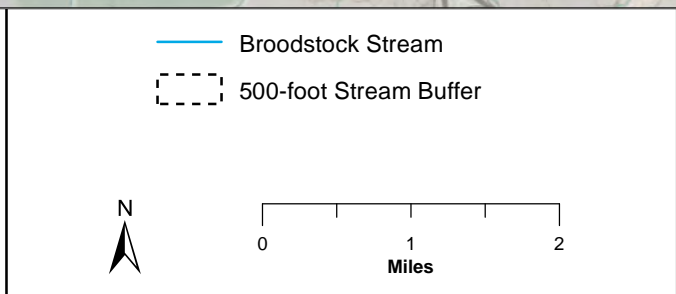 Broodstock Stream
500-foot Stream Buffer
N
0 1 2
Miles